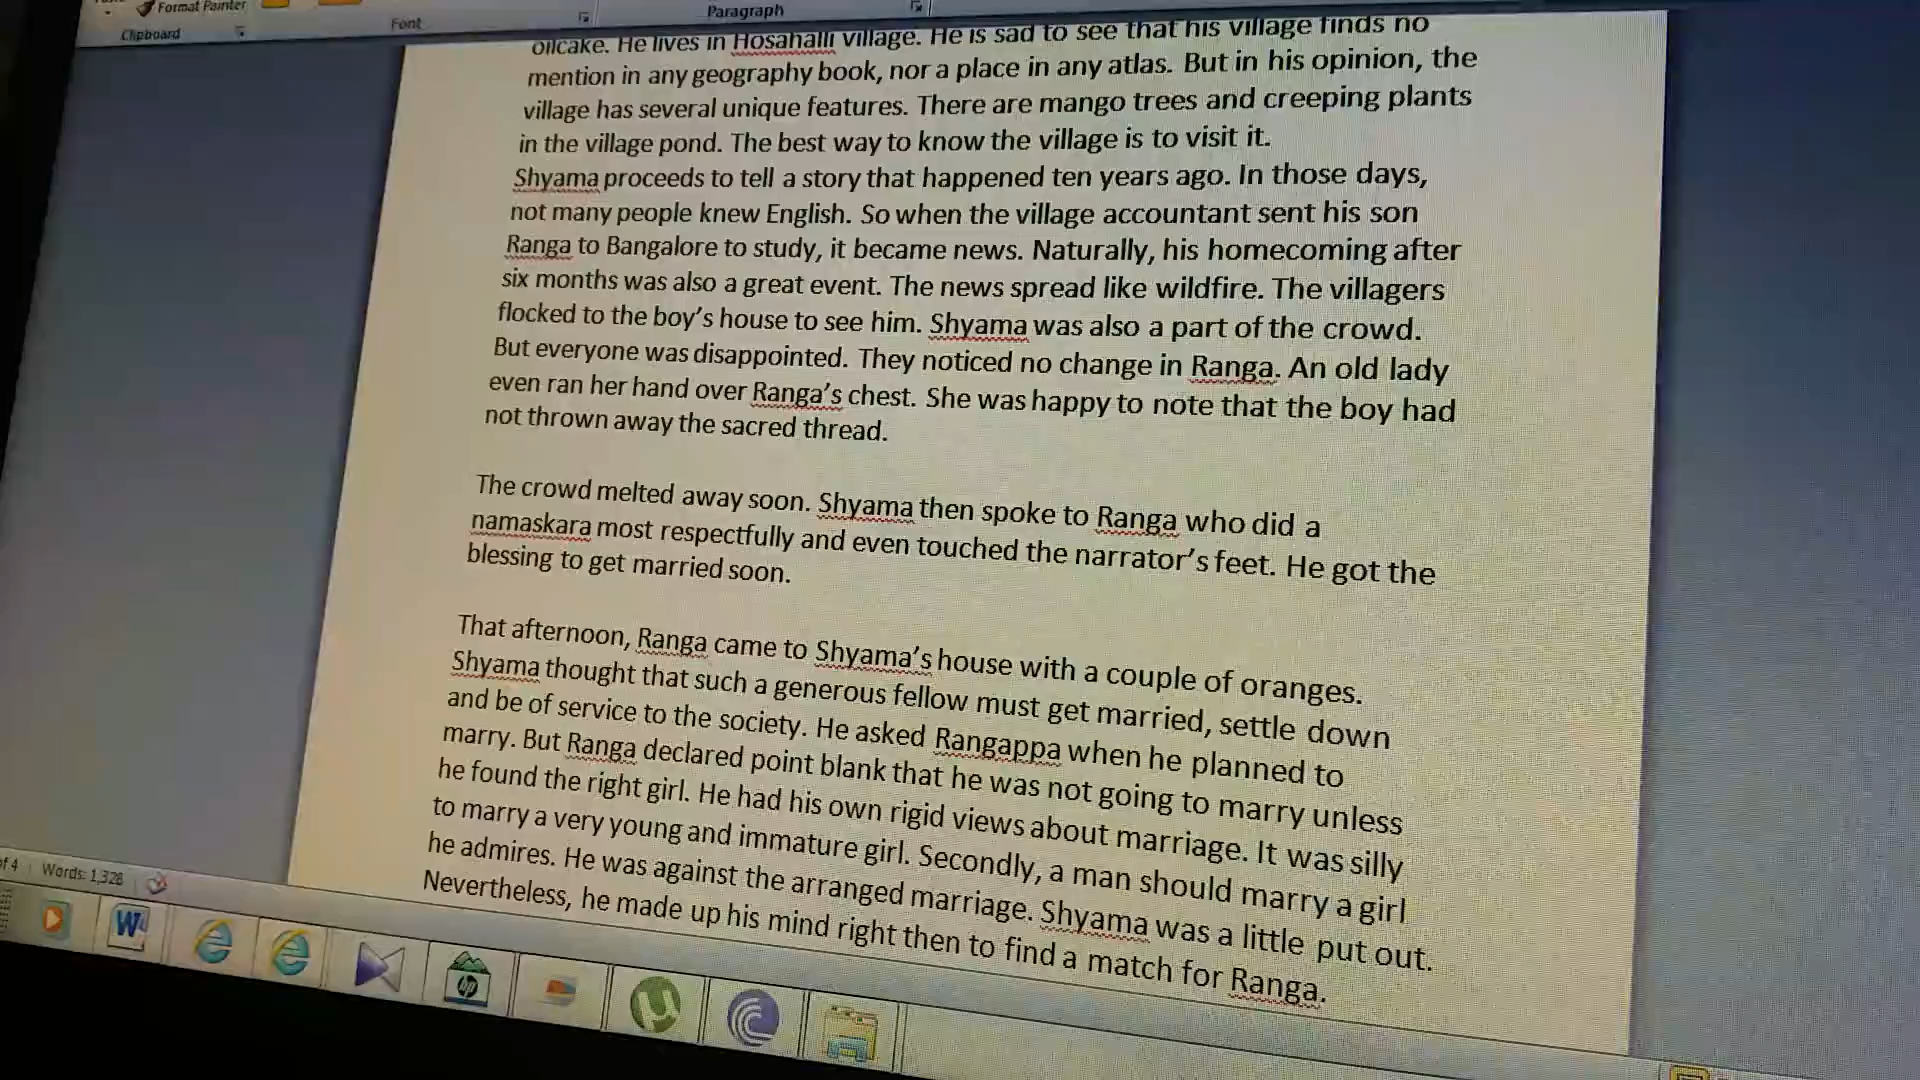 Format Painter
Clipboard
Font
Paragraph
oilcake. He lives in Hosahalli village. He is sad to see that his village finds no
mention in any geography book, nor a place in any atlas. But in his opinion, the
village has several unique features. There are mango trees and creeping plants
in the village pond. The best way to know the village is to visit it.
Shyama proceeds to tell a story that happened ten years ago. In those days,
not many people knew English. So when the village accountant sent his son
Ranga to Bangalore to study, it became news. Naturally, his homecoming after
six months was also a great event. The news spread like wildfire. The villagers
flocked to the boy's house to see him. Shyama was also a part of the crowd.
But everyone was disappointed. They noticed no change in Ranga. An old lady
even ran her hand over Ranga's chest. She was happy to note that the boy had
not thrown away the sacred thread.
The crowd melted away soon. Shyama then spoke to Ranga who did a
namaskara most respectfully and even touched the narrator's feet. He got the
blessing to get married soon.
That afternoon, Ranga came to Shyama's house with a couple of oranges.
Shyama thought that such a generous fellow must get married, settle down
and be of service to the society. He asked Rangappa when he planned to
marry. But Ranga declared point blank that he was not going to marry unless
he found the right girl. He had his own rigid views about marriage. It was silly
to marry a very young and immature girl. Secondly, a man should marry a girl
he admires. He was against the arranged marriage. Shyama was a little put out.
Nevertheless, he made up his mind right then to find a match for Ranga.
of 4 Words: 1,328
W
hp
µ